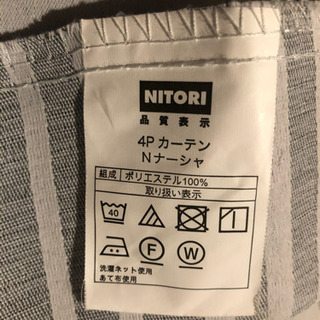 NITORI
品質表示
4P カーテン
Nナーシャ
組成 ポリエステル100%
取り扱い表示
40
F W
洗濯ネット使用
あて布使用